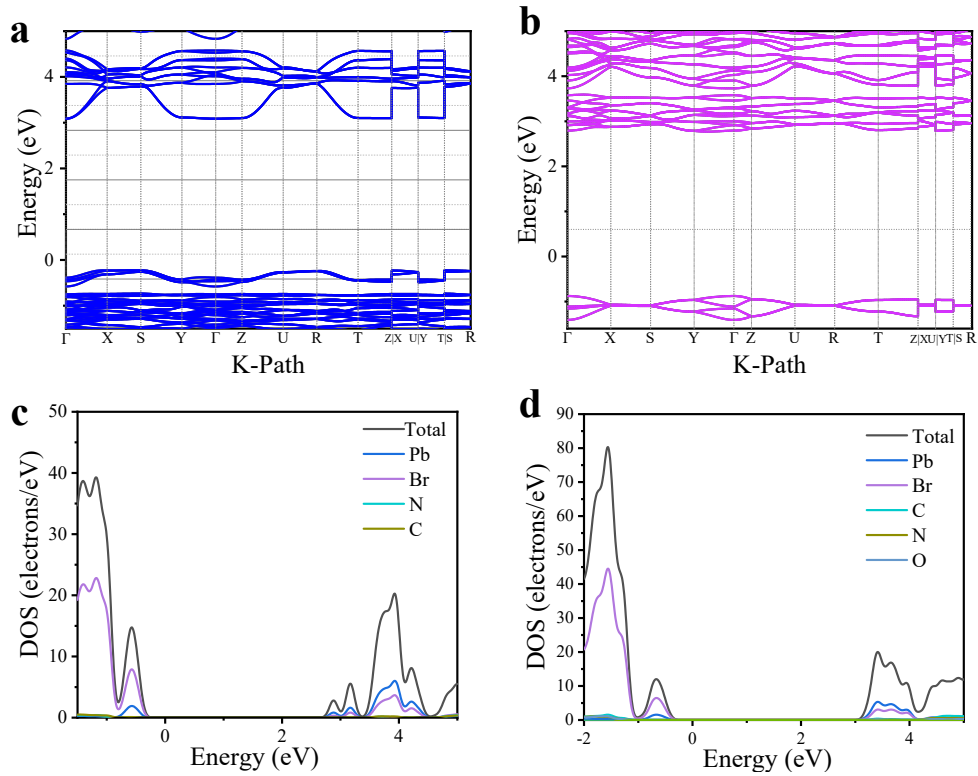 a
Energy (eV)
4
2
0
Γ X S Y Γ Z U R T Z|X U|Y T|S R
K-Path
b
Energy (eV)
4
2
0
Γ X S Y Γ Z U R T Z|XU|YT|S R
K-Path
c
DOS (electrons/eV)
50
40
30
20
10
0
Total
Pb
Br
N
C
0 2 4
Energy (eV)
d
DOS (electrons/eV)
90
80
70
60
50
40
30
20
10
0
Total
Pb
Br
C
N
O
-2 0 2 4
Energy (eV)